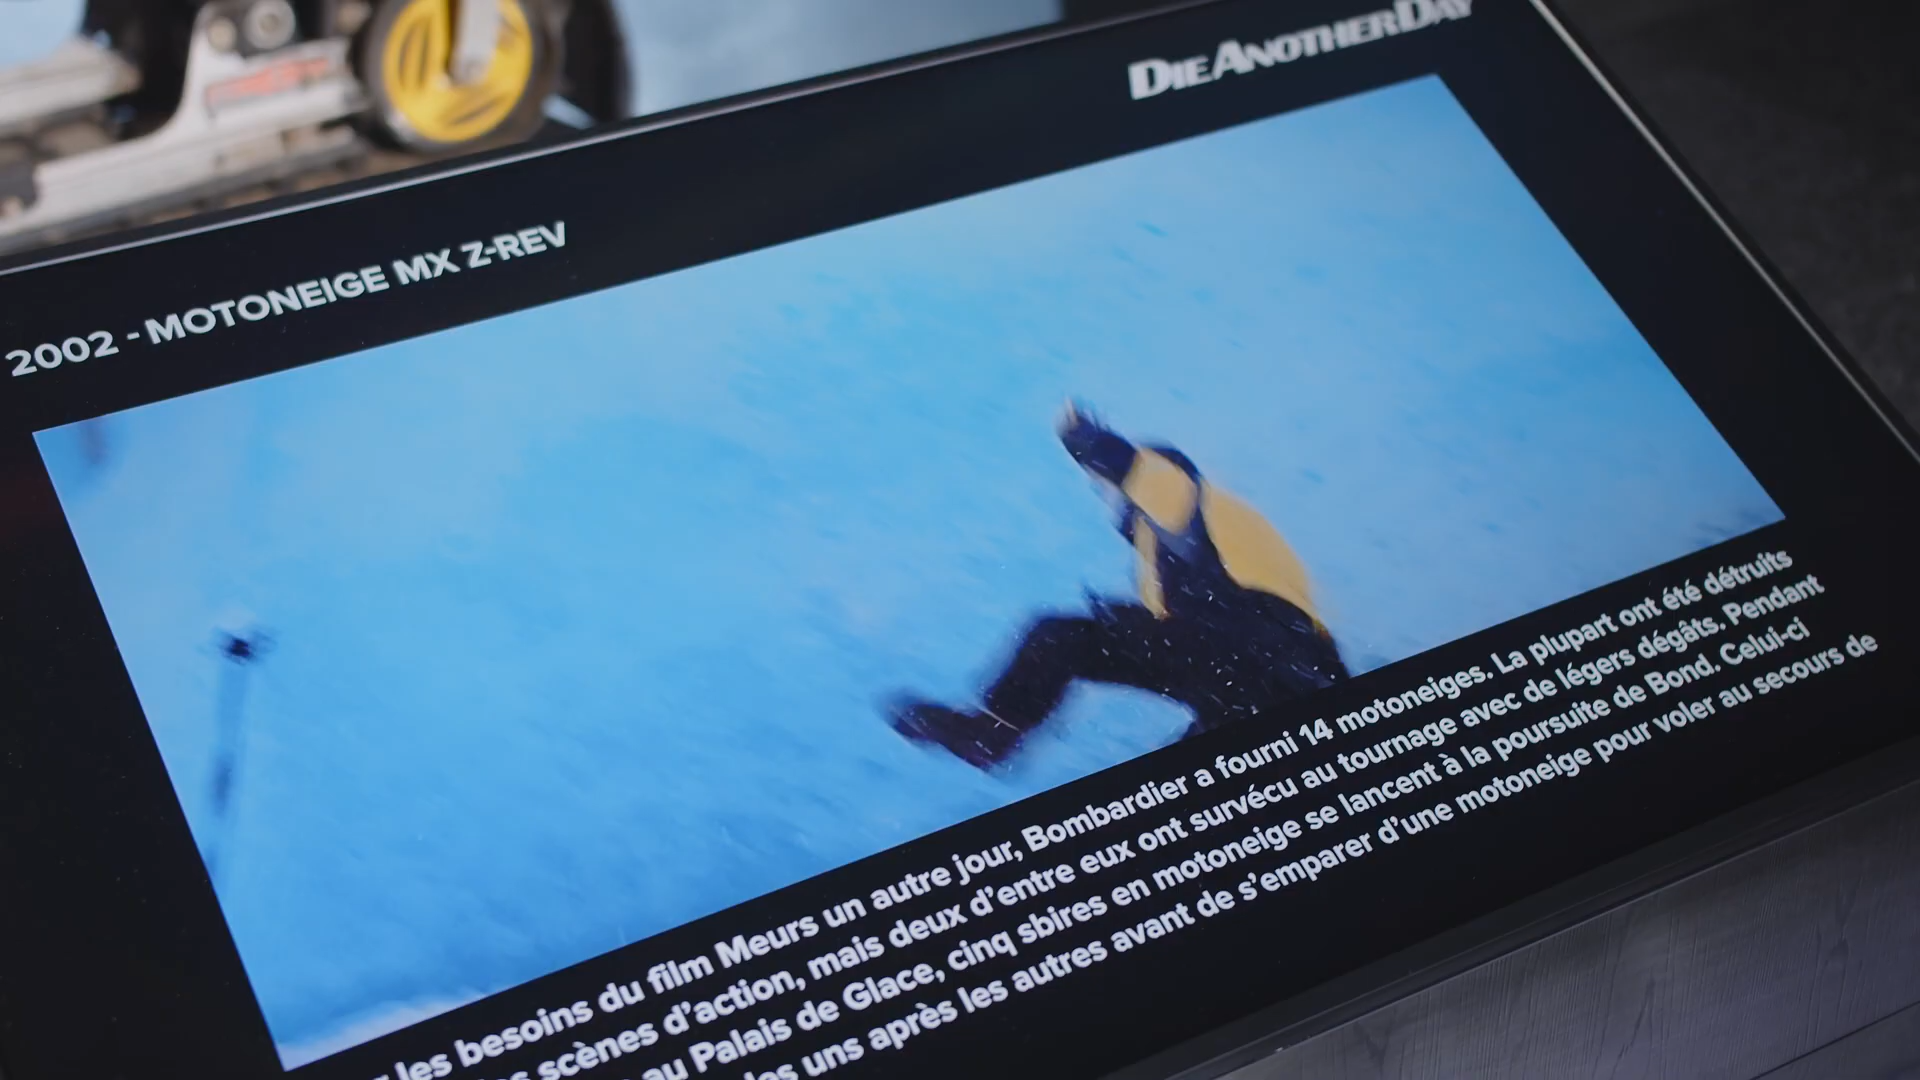 DIE ANOTHER DAY
2002 - MOTONEIGE MX Z-REV
les besoins du film Meurs un autre jour, Bombardier a fourni 14 motoneiges. La plupart ont été détruits
scènes d'action, mais deux d'entre eux ont survécu au tournage avec de légers dégâts. Pendant
au Palais de Glace, cinq sbires en motoneige se lancent à la poursuite de Bond. Celui-ci
les uns après les autres avant de s'emparer d'une motoneige pour voler au secours de